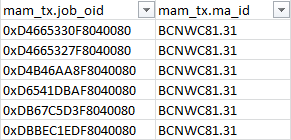 mam_tx.job_oid mam_tx.ma_id
0xD4665330F8040080 BCNWC81.31
0xD4665327F8040080 BCNWC81.31
0xD4B46AA8F8040080 BCNWC81.31
0xD6541DBAF8040080 BCNWC81.31
0xDB67C5D3F8040080 BCNWC81.31
0xDBBEC1EDF8040080 BCNWC81.31